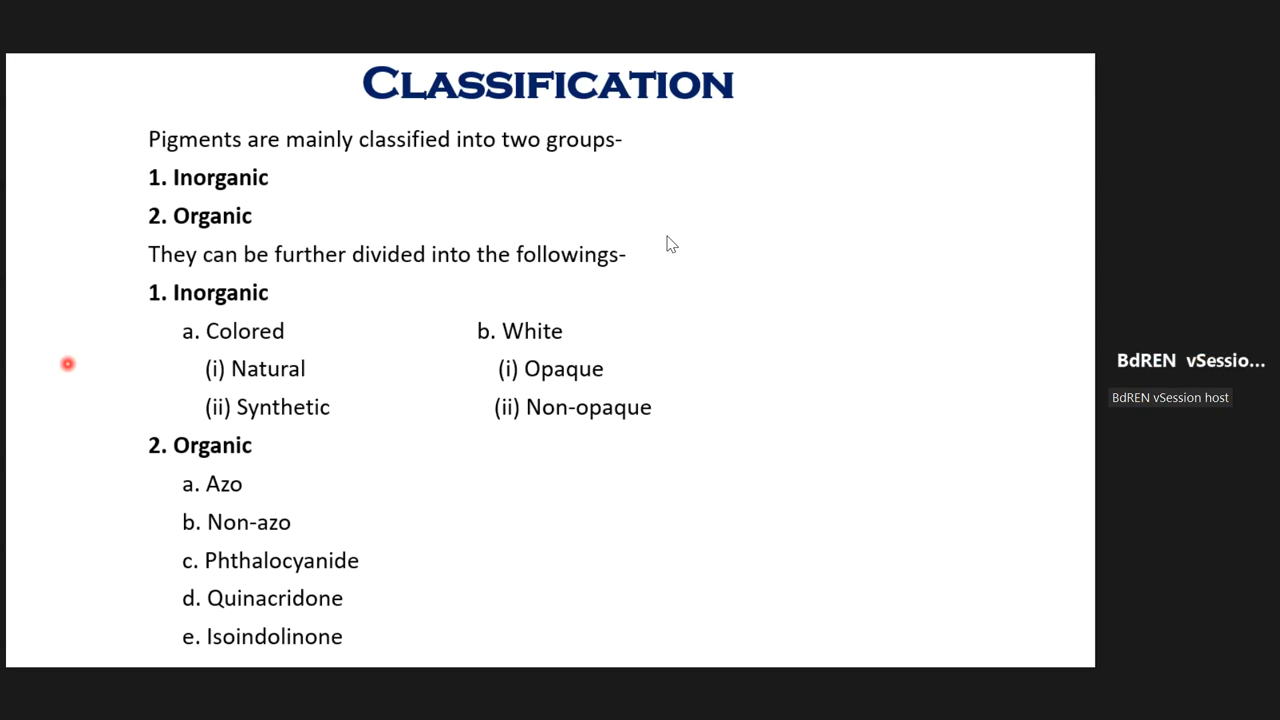 CLASSIFICATION
Pigments are mainly classified into two groups-
1. Inorganic
2. Organic
They can be further divided into the followings-
1. Inorganic
a. Colored b. White
(i) Natural (i) Opaque
(ii) Synthetic (ii) Non-opaque
2. Organic
a. Azo
b. Non-azo
c. Phthalocyanide
d. Quinacridone
e. Isoindolinone
BdREN vSessio...
BdREN vSession host